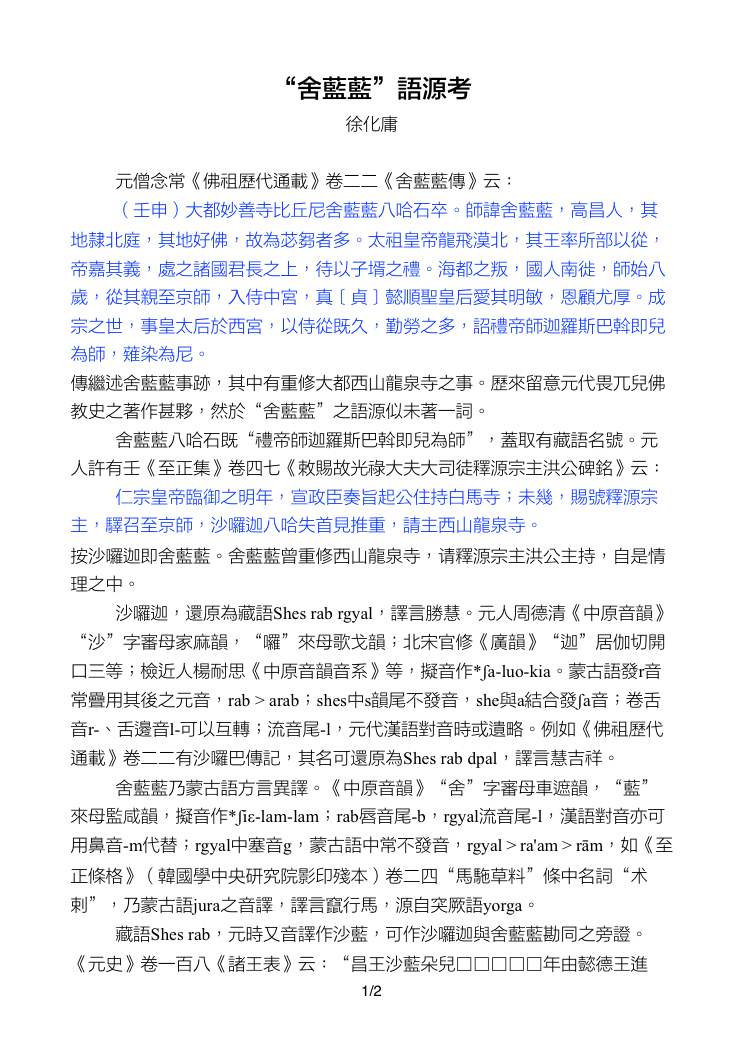 “舍藍藍”語源考
徐化庸
元僧念常《佛祖歷代通載》卷二二《舍藍藍傳》云：
（壬申）大都妙善寺比丘尼舍藍藍八哈石卒。師諱舍藍藍，高昌人，其
地隸北庭，其地好佛，故為苾芻者多。太祖皇帝龍飛漠北，其王率所部以從，
帝嘉其義，處之諸國君長之上，待以子壻之禮。海都之叛，國人南徙，師始八
歲，從其親至京師，入侍中宮，真［貞］懿順聖皇后愛其明敏，恩顧尤厚。成
宗之世，事皇太后於西宮，以侍從既久，勤勞之多，詔禮帝師迦羅斯巴斡即兒
為師，薙染為尼。
傳繼述舍藍藍事跡，其中有重修大都西山龍泉寺之事。歷來留意元代畏兀兒佛
教史之著作甚夥，然於“舍藍藍”之語源似未著一詞。
舍藍藍八哈石既“禮帝師迦羅斯巴斡即兒為師”，蓋取有藏語名號。元
人許有壬《至正集》卷四七《敕賜故光祿大夫大司徒釋源宗主洪公碑銘》云：
仁宗皇帝臨御之明年，宣政臣奏旨起公住持白馬寺；未幾，賜號釋源宗
主，驛召至京師，沙囉迦八哈失首見推重，請主西山龍泉寺。
按沙囉迦即舍藍藍。舍藍藍曾重修西山龍泉寺，请釋源宗主洪公主持，自是情
理之中。
沙囉迦，還原為藏語Shes rab rgyal，譯言勝慧。元人周德清《中原音韻》
“沙”字審母家麻韻，“囉”來母歌戈韻；北宋官修《廣韻》“迦”居伽切開
口三等；檢近人楊耐思《中原音韻音系》等，擬音作*ʃa-luo-kia。蒙古語發r音
常疊用其後之元音，rab > arab；shes中s韻尾不發音，she與a結合發ʃa音；卷舌
音r-、舌邊音l-可以互轉；流音尾-l，元代漢語對音時或遺略。例如《佛祖歷代
通載》卷二二有沙囉巴傳記，其名可還原為Shes rab dpal，譯言慧吉祥。
舍藍藍乃蒙古語方言異譯。《中原音韻》“舍”字審母車遮韻，“藍”
來母監咸韻，擬音作*ʃiɛ-lam-lam；rab唇音尾-b，rgyal流音尾-l，漢語對音亦可
用鼻音-m代替；rgyal中塞音g，蒙古語中常不發音，rgyal > ra'am > rām，如《至
正條格》（韓國學中央研究院影印殘本）卷二四“馬駞草料”條中名詞“术
剌”，乃蒙古語jura之音譯，譯言竄行馬，源自突厥語yorga。
藏語Shes rab，元時又音譯作沙藍，可作沙囉迦與舍藍藍勘同之旁證。
《元史》卷一百八《諸王表》云：“昌王沙藍朵兒□□□□□年由懿德王進
1/2